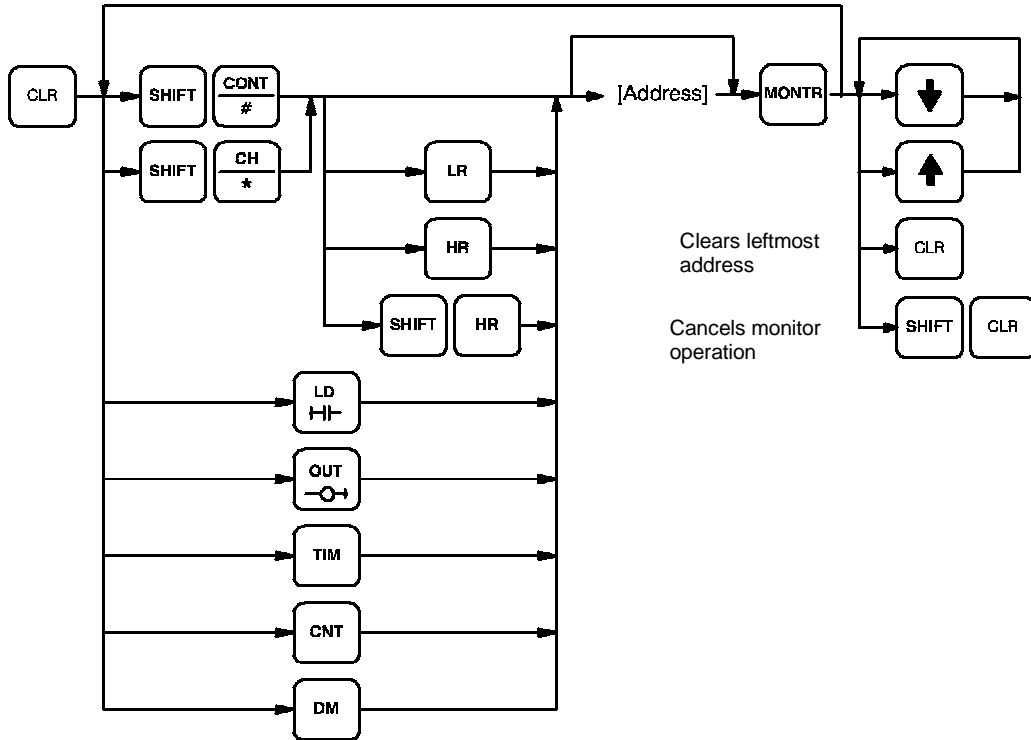 CLR
SHIFT
CONT
#
[Address]
MONTR
SHIFT
CH
*
LR
HR
Clears leftmost
address
CLR
SHIFT
HR
Cancels monitor
operation
SHIFT
CLR
LD
OUT
TIM
CNT
DM